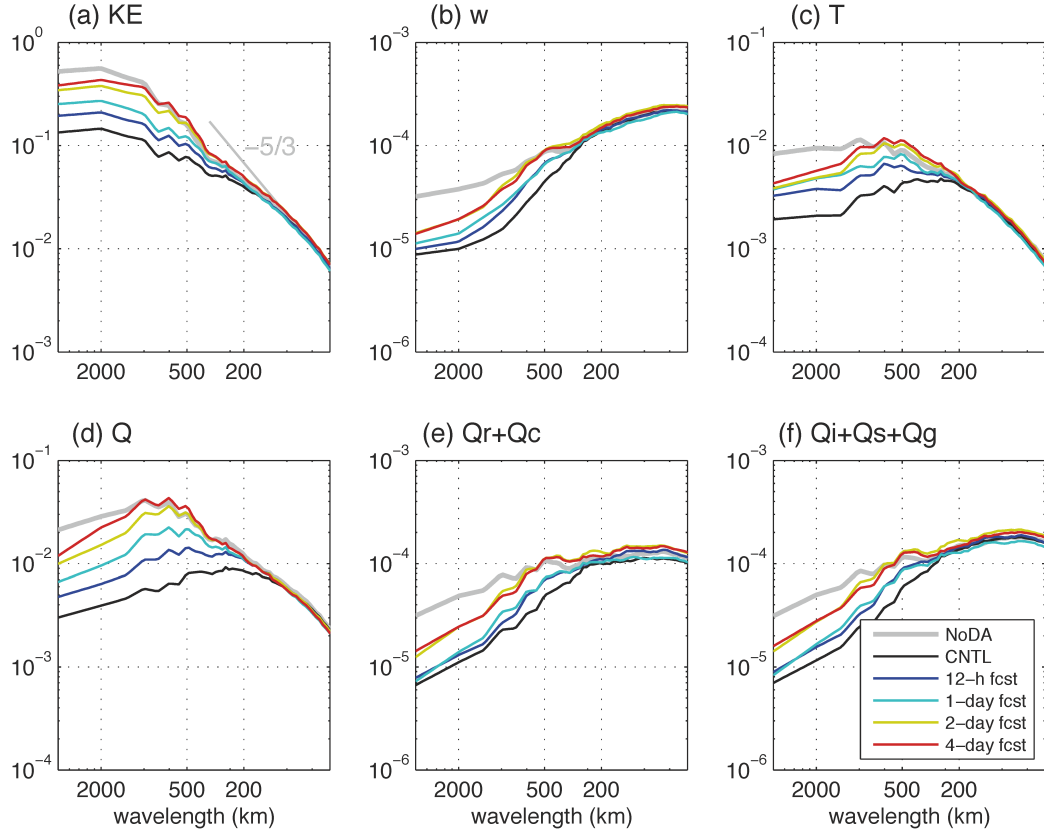 (a) KE
(b) w
(c) T
10^0
10^-1
10^-2
10^-3
−5/3
2000 500 200
10^-3
10^-4
10^-5
10^-6
2000 500 200
10^-1
10^-2
10^-3
10^-4
2000 500 200
(d) Q
(e) Qr+Qc
(f) Qi+Qs+Qg
10^-1
10^-2
10^-3
10^-4
2000 500 200
wavelength (km)
10^-3
10^-4
10^-5
10^-6
2000 500 200
wavelength (km)
10^-3
10^-4
10^-5
10^-6
NoDA
CNTL
12−h fcst
1−day fcst
2−day fcst
4−day fcst
2000 500 200
wavelength (km)